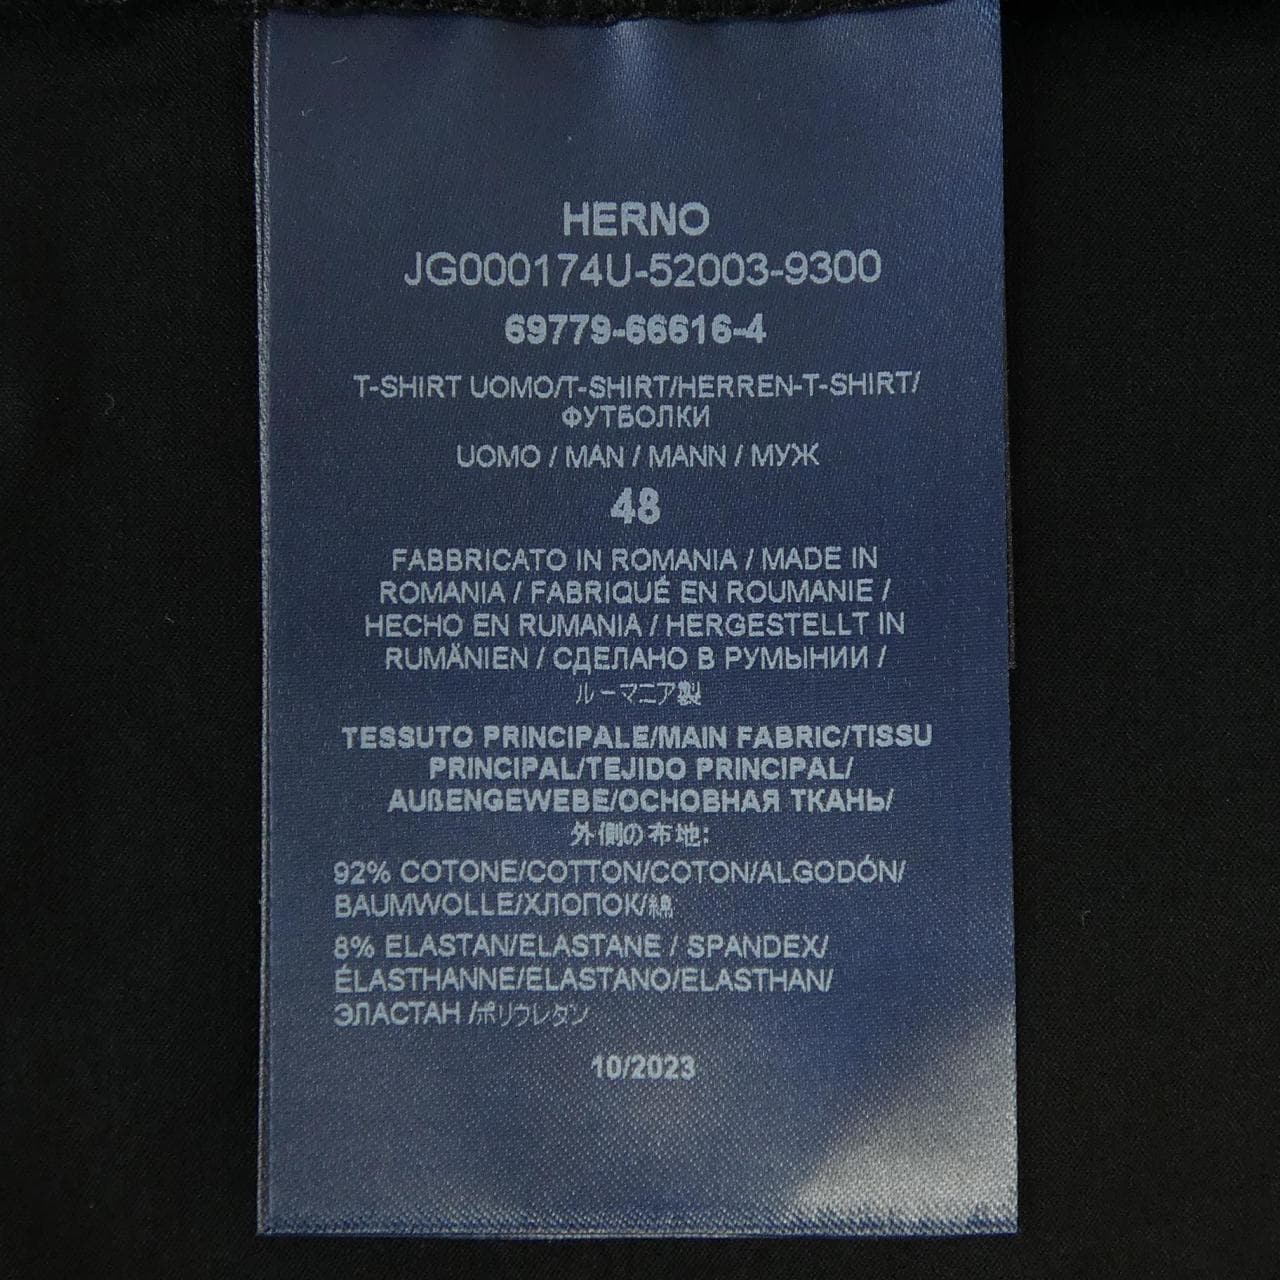 HERNO
JG000174U-52003-9300
69779-66616-4
T-SHIRT UOMO/T-SHIRT/HERREN-T-SHIRT/
ФУТБОЛКИ
UOMO / MAN / MANN / МУЖ
48
FABBRICATO IN ROMANIA / MADE IN
ROMANIA / FABRIQUÉ EN ROUMANIE /
HECHO EN RUMANIA / HERGESTELLT IN
RUMÄNIEN / СДЕЛАНО В РУМЫНИИ /
ルーマニア製
TESSUTO PRINCIPALE/MAIN FABRIC/TISSU
PRINCIPAL/TEJIDO PRINCIPAL/
AUßENGEWEBE/ОСНОВНАЯ ТКАНЬ/
外側の布地:
92% COTONE/COTTON/COTON/ALGODÓN/
BAUMWOLLE/ХЛОПОК/綿
8% ELASTAN/ELASTANE / SPANDEX/
ÉLASTHANNE/ELASTANO/ELASTHAN/
ЭЛАСТАН /ポリウレタン
10/2023